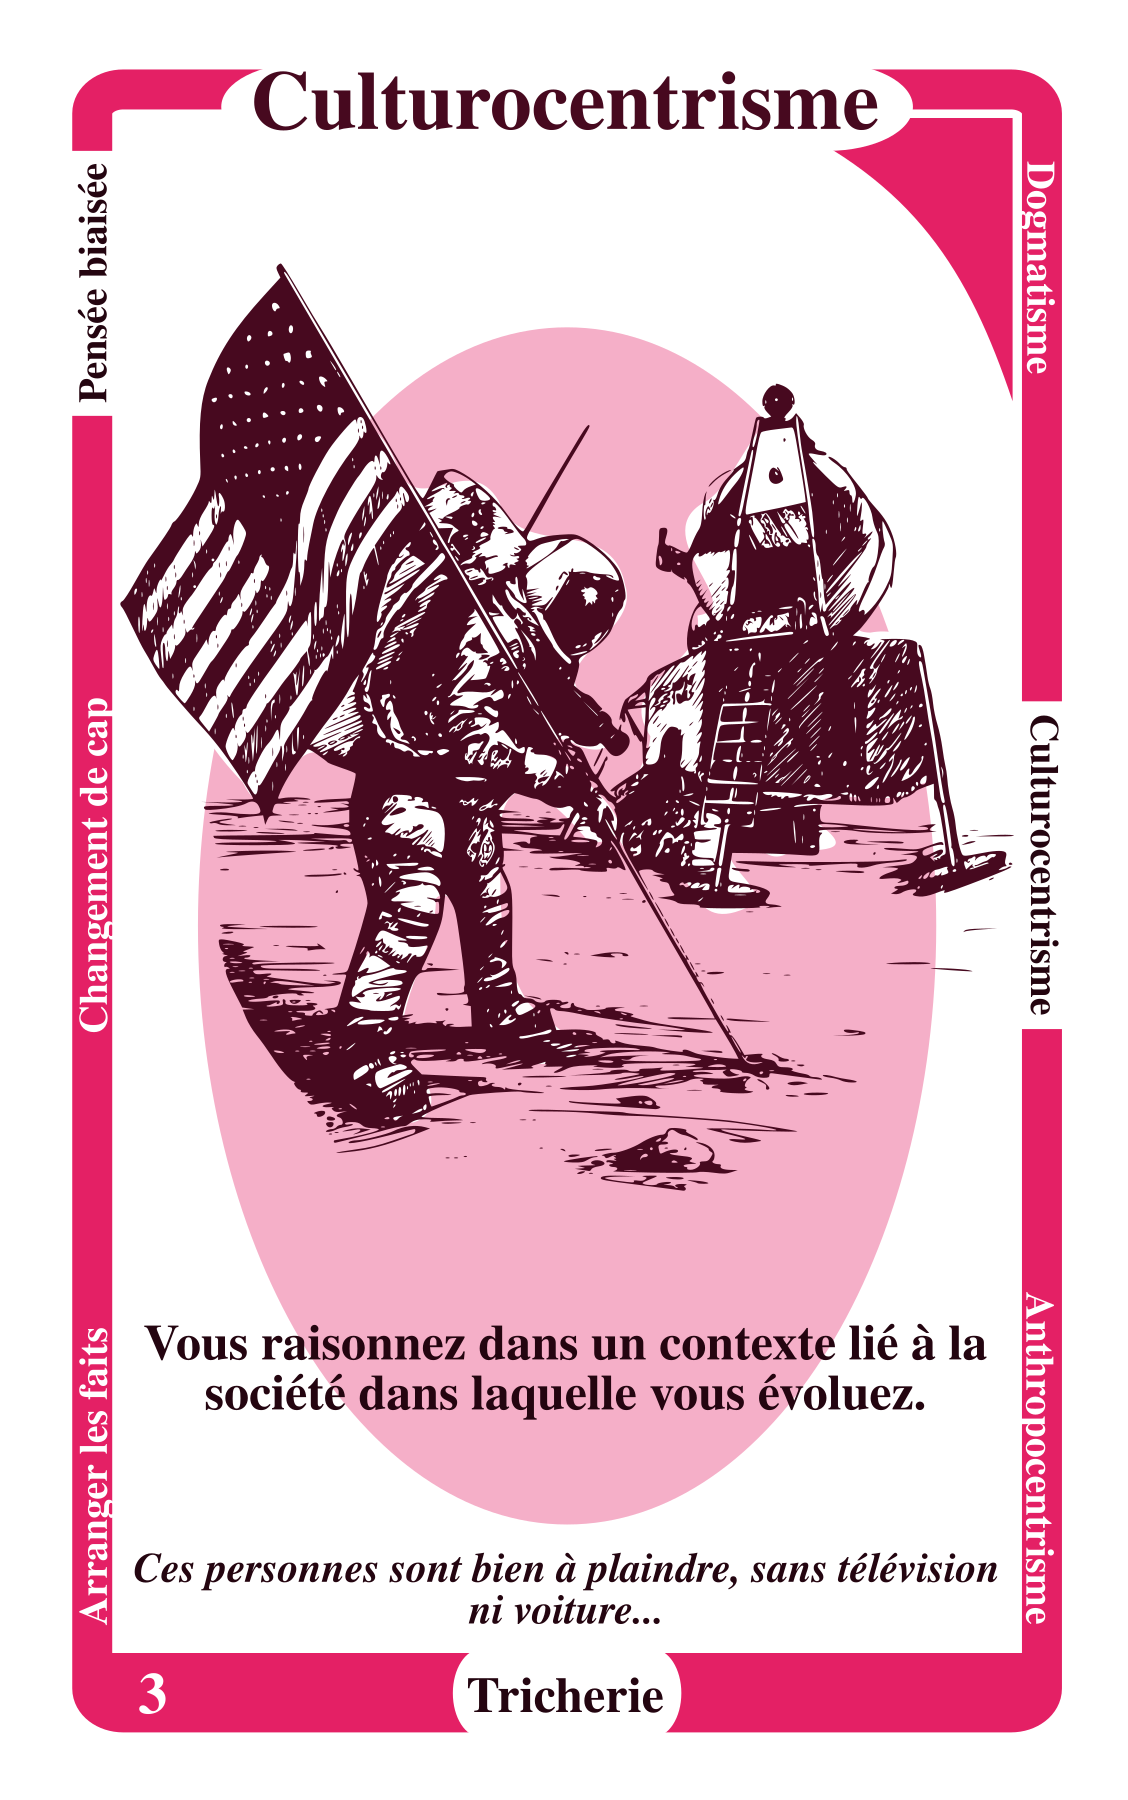 Culturocentrisme
Pensée biaisée
Changement de cap
Arranger les faits
Dogmatisme
Culturocentrisme
Anthropocentrisme
Vous raisonnez dans un contexte lié à la
société dans laquelle vous évoluez.
Ces personnes sont bien à plaindre, sans télévision
ni voiture...
3
Tricherie